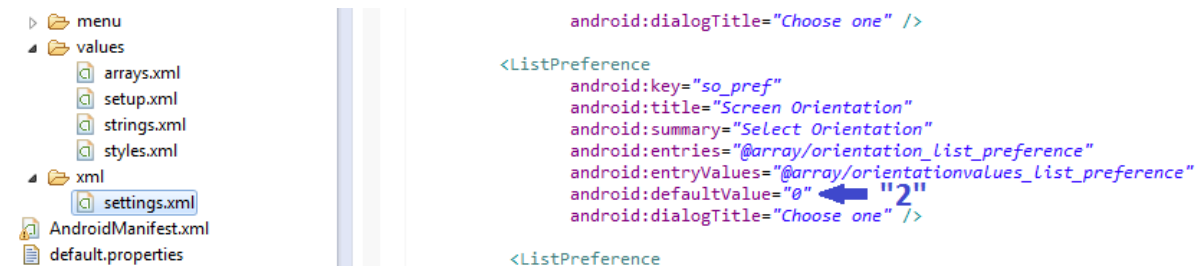 menu
values
arrays.xml
setup.xml
strings.xml
styles.xml
xml
settings.xml
AndroidManifest.xml
default.properties
android:dialogTitle="Choose one" />
<ListPreference
android:key="so_pref"
android:title="Screen Orientation"
android:summary="Select Orientation"
android:entries="@array/orientation_list_preference"
android:entryValues="@array/orientationvalues_list_preference"
android:defaultValue="0" "2"
android:dialogTitle="Choose one" />
<ListPreference